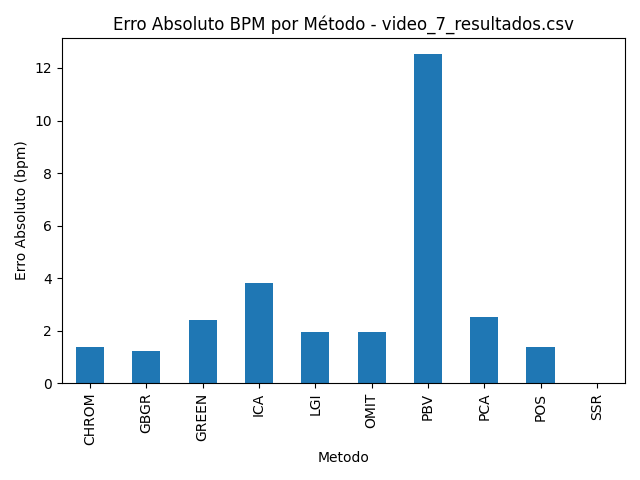 Erro Absoluto BPM por Método - video_7_resultados.csv
Erro Absoluto (bpm)
12
10
8
6
4
2
0
CHROM
GBGR
GREEN
ICA
LGI
OMIT
PBV
PCA
POS
SSR
Metodo